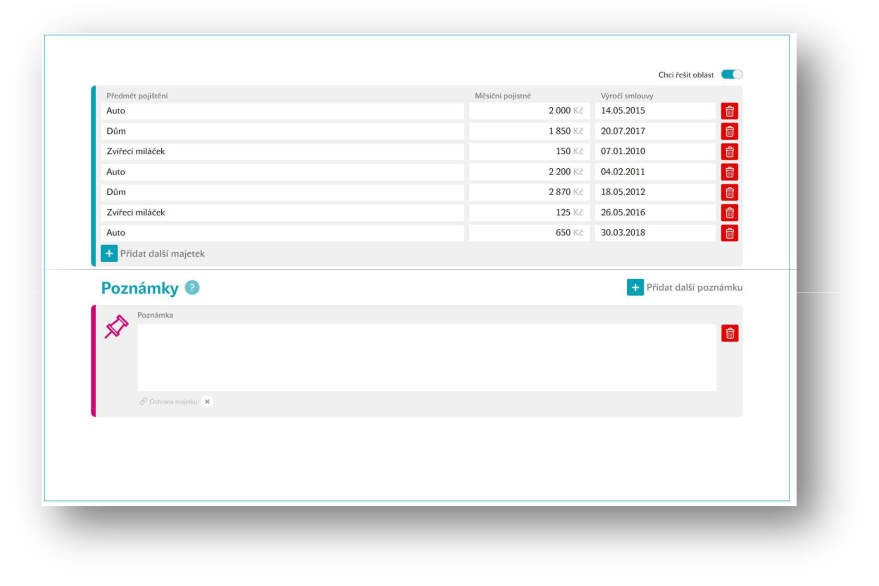 Chci řešit oblast
Předmět pojištění Měsíční pojistné Výročí smlouvy
Auto 2 000 Kč 14.05.2015
Dům 1 850 Kč 20.07.2017
Zvířecí miláček 150 Kč 07.01.2010
Auto 2 200 Kč 04.02.2011
Dům 2 870 Kč 18.05.2012
Zvířecí miláček 125 Kč 26.05.2016
Auto 650 Kč 30.03.2018
+ Přidat další majetek
Poznámky ? + Přidat další poznámku
Poznámka
Ochrana majetku ×